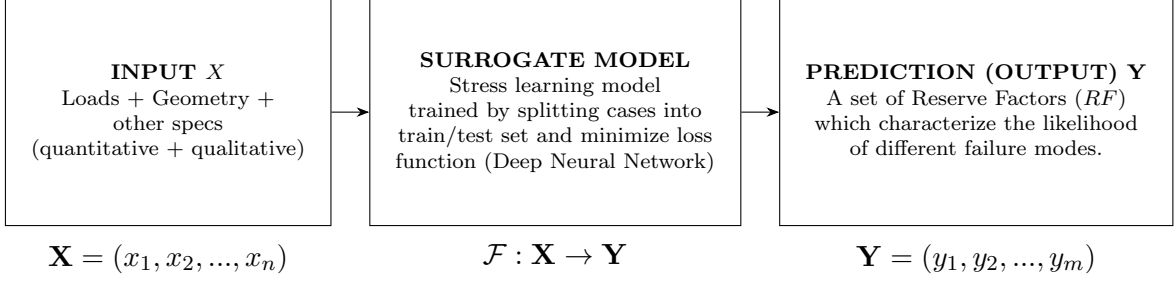 INPUT X
Loads + Geometry +
other specs
(quantitative + qualitative)
SURROGATE MODEL
Stress learning model
trained by splitting cases into
train/test set and minimize loss
function (Deep Neural Network)
PREDICTION (OUTPUT) Y
A set of Reserve Factors (RF)
which characterize the likelihood
of different failure modes.
X = (x₁, x₂, ..., xₙ)
ℱ : X → Y
Y = (y₁, y₂, ..., yₘ)